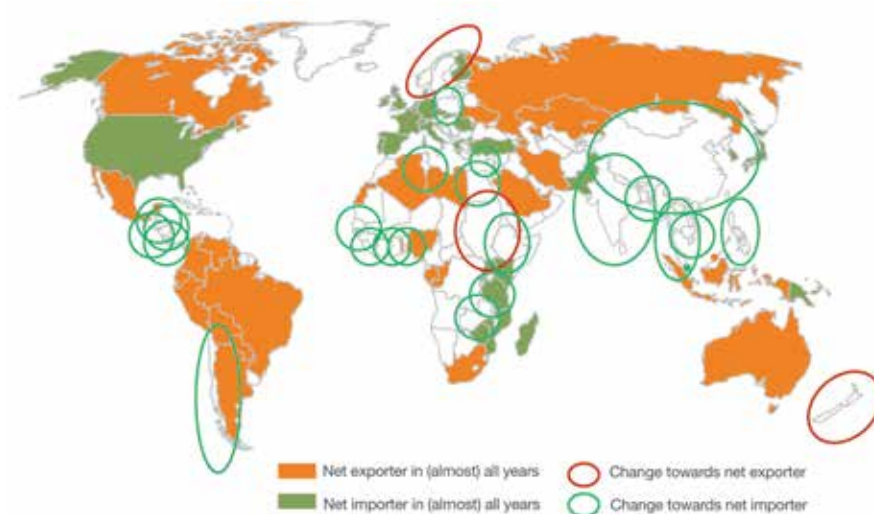 Net exporter in (almost) all years
Change towards net exporter
Net importer in (almost) all years
Change towards net importer